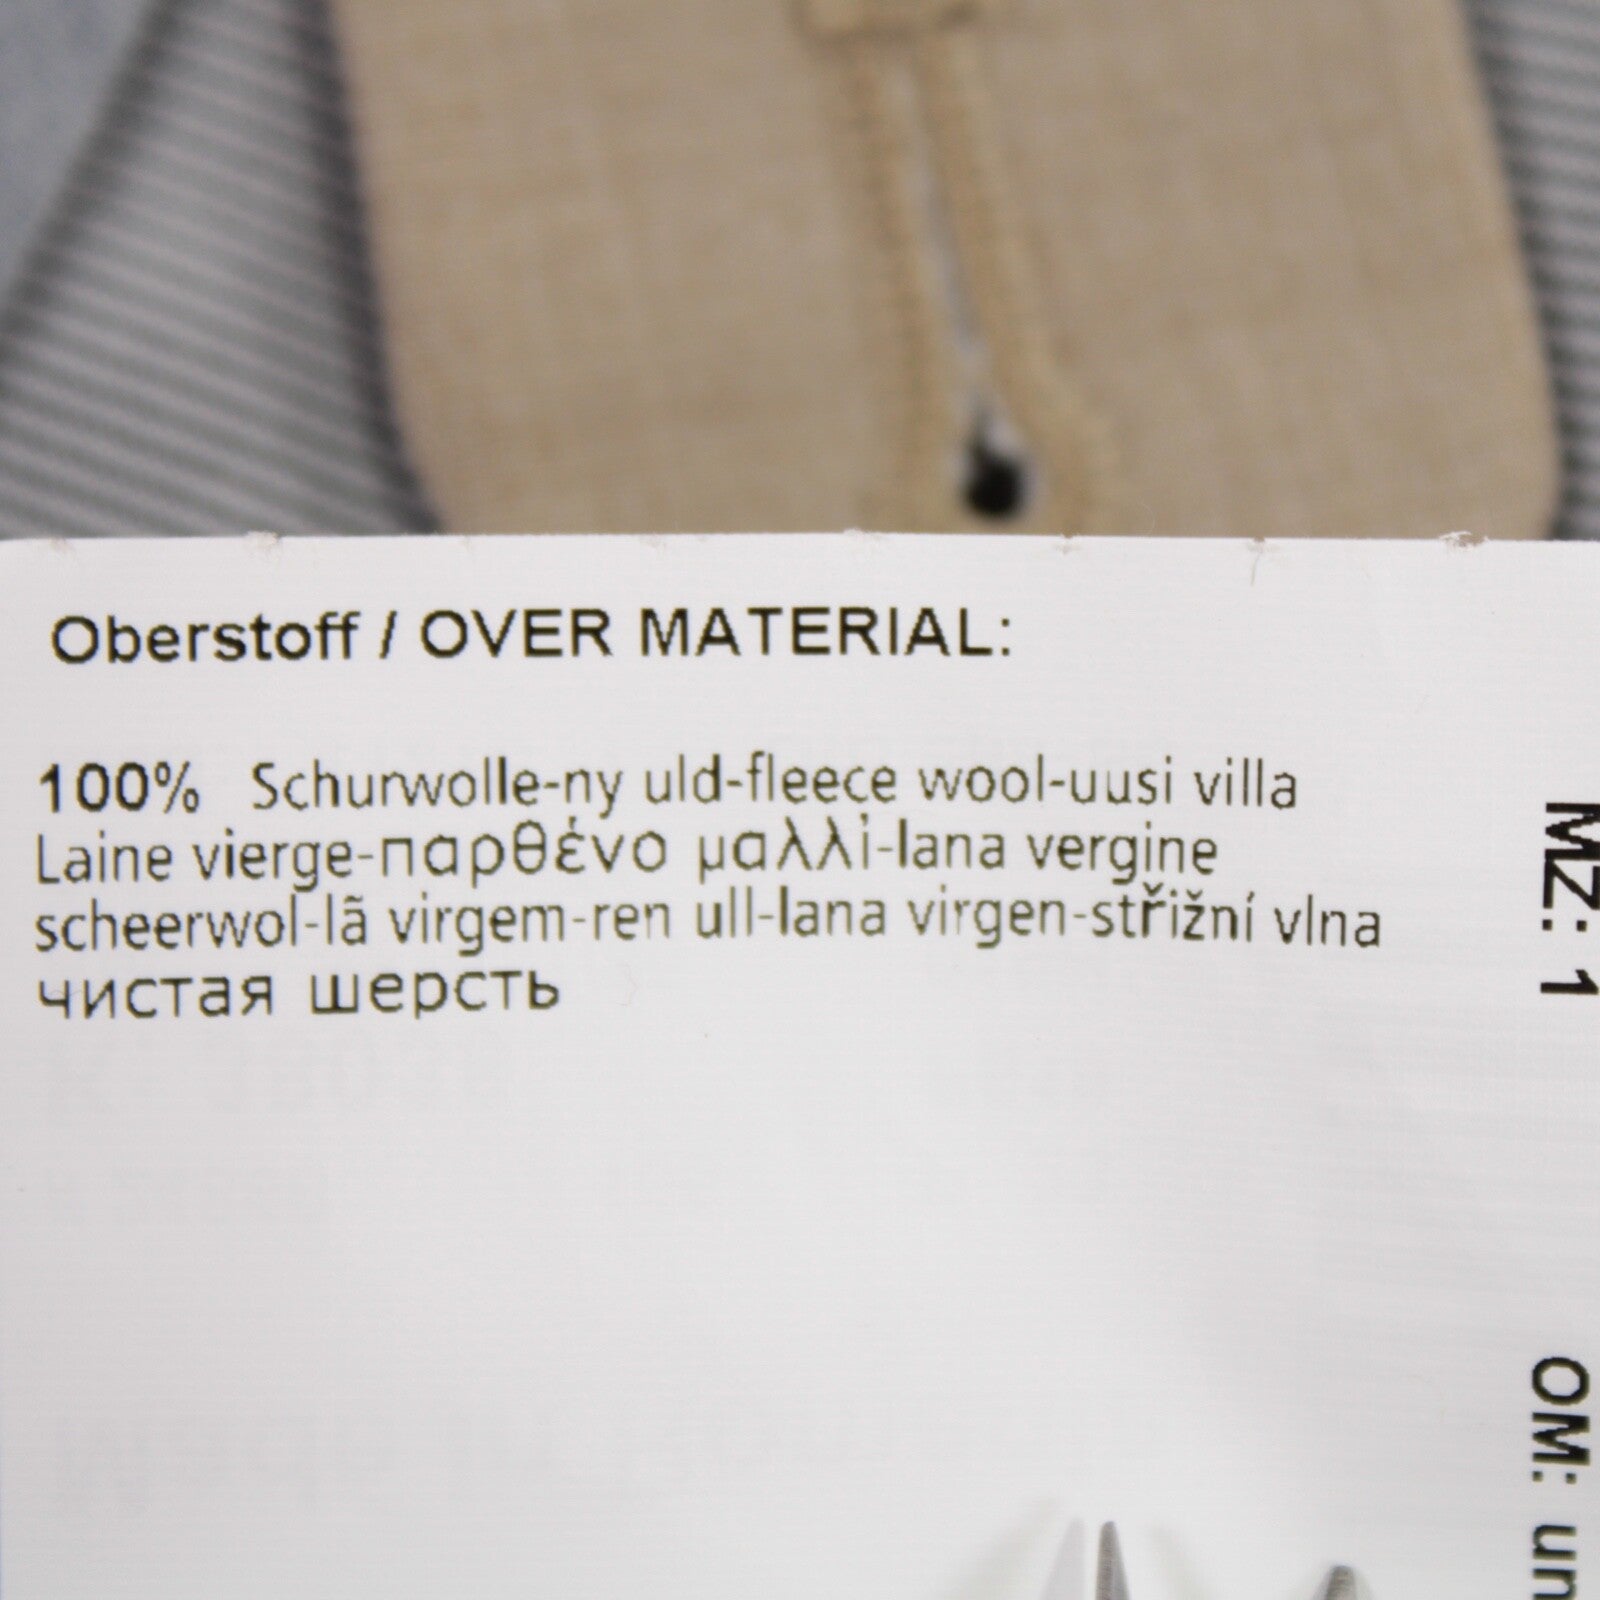 Oberstoff / OVER MATERIAL:
100% Schurwolle-ny uld-fleece wool-uusi villa
Laine vierge-παρθένο μαλλί-lana vergine
scheerwol-lã virgem-ren ull-lana virgen-střižní vlna
чистая шерсть
MZ: 1
OM: un